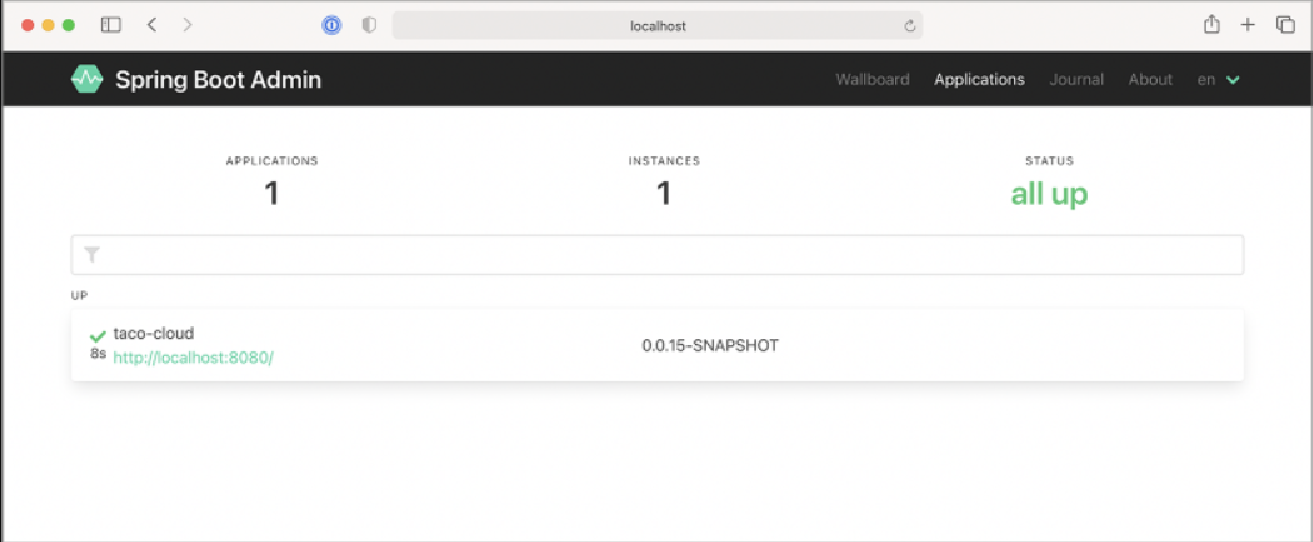 localhost
Spring Boot Admin
Wallboard Applications Journal About en
APPLICATIONS INSTANCES STATUS
1 1 all up
UP
taco-cloud
8s http://localhost:8080/ 0.0.15-SNAPSHOT